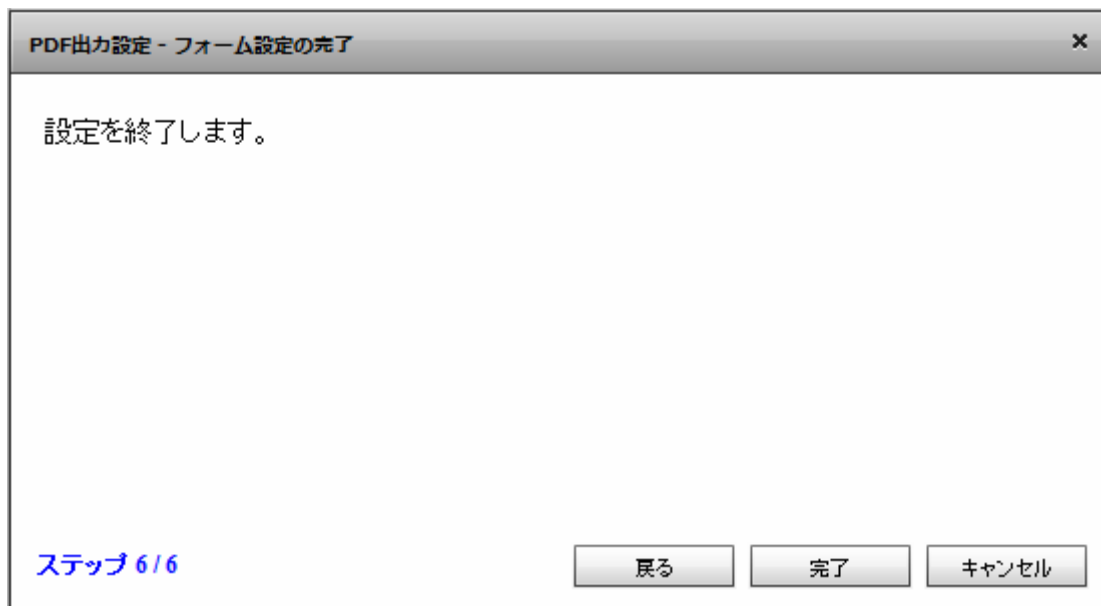 PDF出力設定 - フォーム設定の完了
×
設定を終了します。
ステップ 6 / 6
戻る
完了
キャンセル